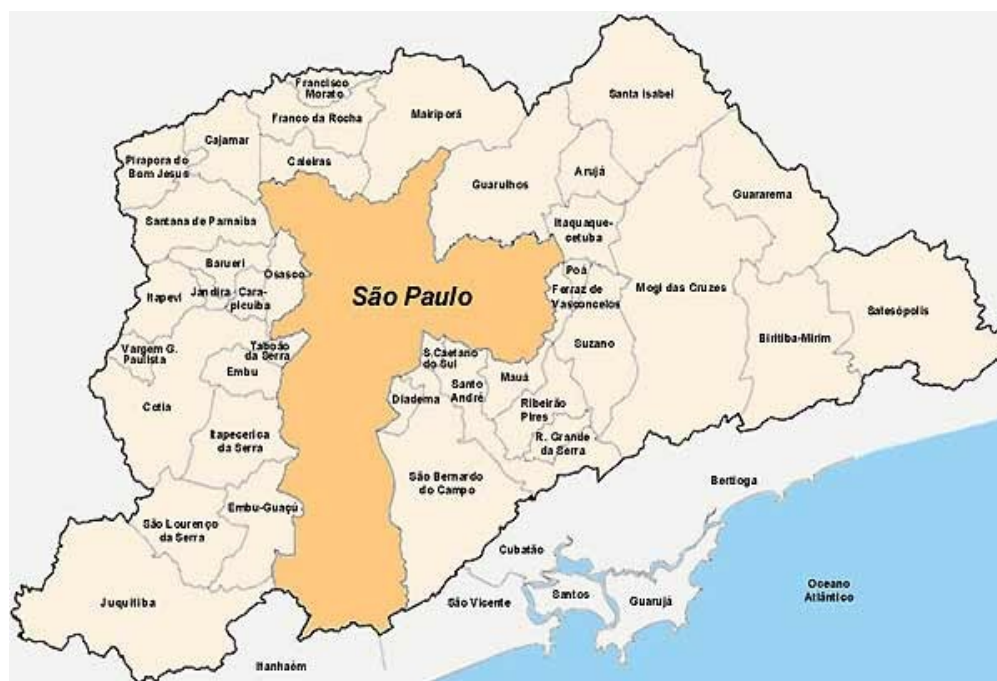 Francisco
Morato
Franco da Rocha
Mairiporã
Santa Isabel
Cajamar
Pirapora do
Bom Jesus
Caieiras
Guarulhos
Arujá
Guararema
Santana de Parnaíba
Itaquaque-
cetuba
Barueri
Osasco
Poá
Itapevi
Jandira
Cara-
picuiba
São Paulo
Ferraz de
Vasconcelos
Mogi das Cruzes
Salesópolis
Biritiba-Mirim
Vargem G.
Paulista
Taboão
da Serra
Embu
S.Caetano
do Sul
Suzano
Mauá
Santo
André
Diadema
Cotia
Ribeirão
Pires
Itapecerica
da Serra
R. Grande
da Serra
São Bernardo
do Campo
Bertioga
Embu-Guaçú
São Lourenço
da Serra
Cubatão
Juquitiba
São Vicente
Santos
Guarujá
Oceano
Atlântico
Itanhaém